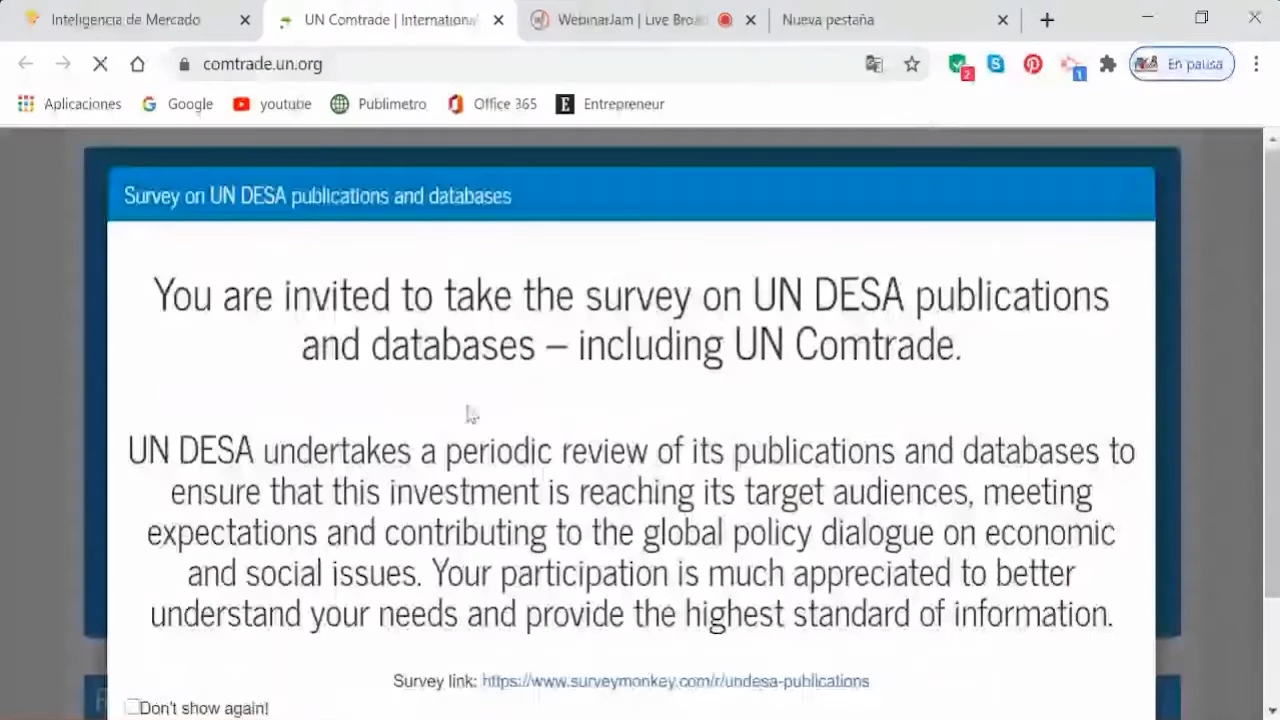 Inteligencia de Mercado
UN Comtrade | International
WebinarJam | Live Broad
Nueva pestaña
comtrade.un.org
2
1
En pausa
Aplicaciones
Google
youtube
Publimetro
Office 365
E
Entrepreneur
Survey on UN DESA publications and databases
You are invited to take the survey on UN DESA publications
and databases – including UN Comtrade.
UN DESA undertakes a periodic review of its publications and databases to
ensure that this investment is reaching its target audiences, meeting
expectations and contributing to the global policy dialogue on economic
and social issues. Your participation is much appreciated to better
understand your needs and provide the highest standard of information.
Survey link: https://www.surveymonkey.com/r/undesa-publications
Don't show again!